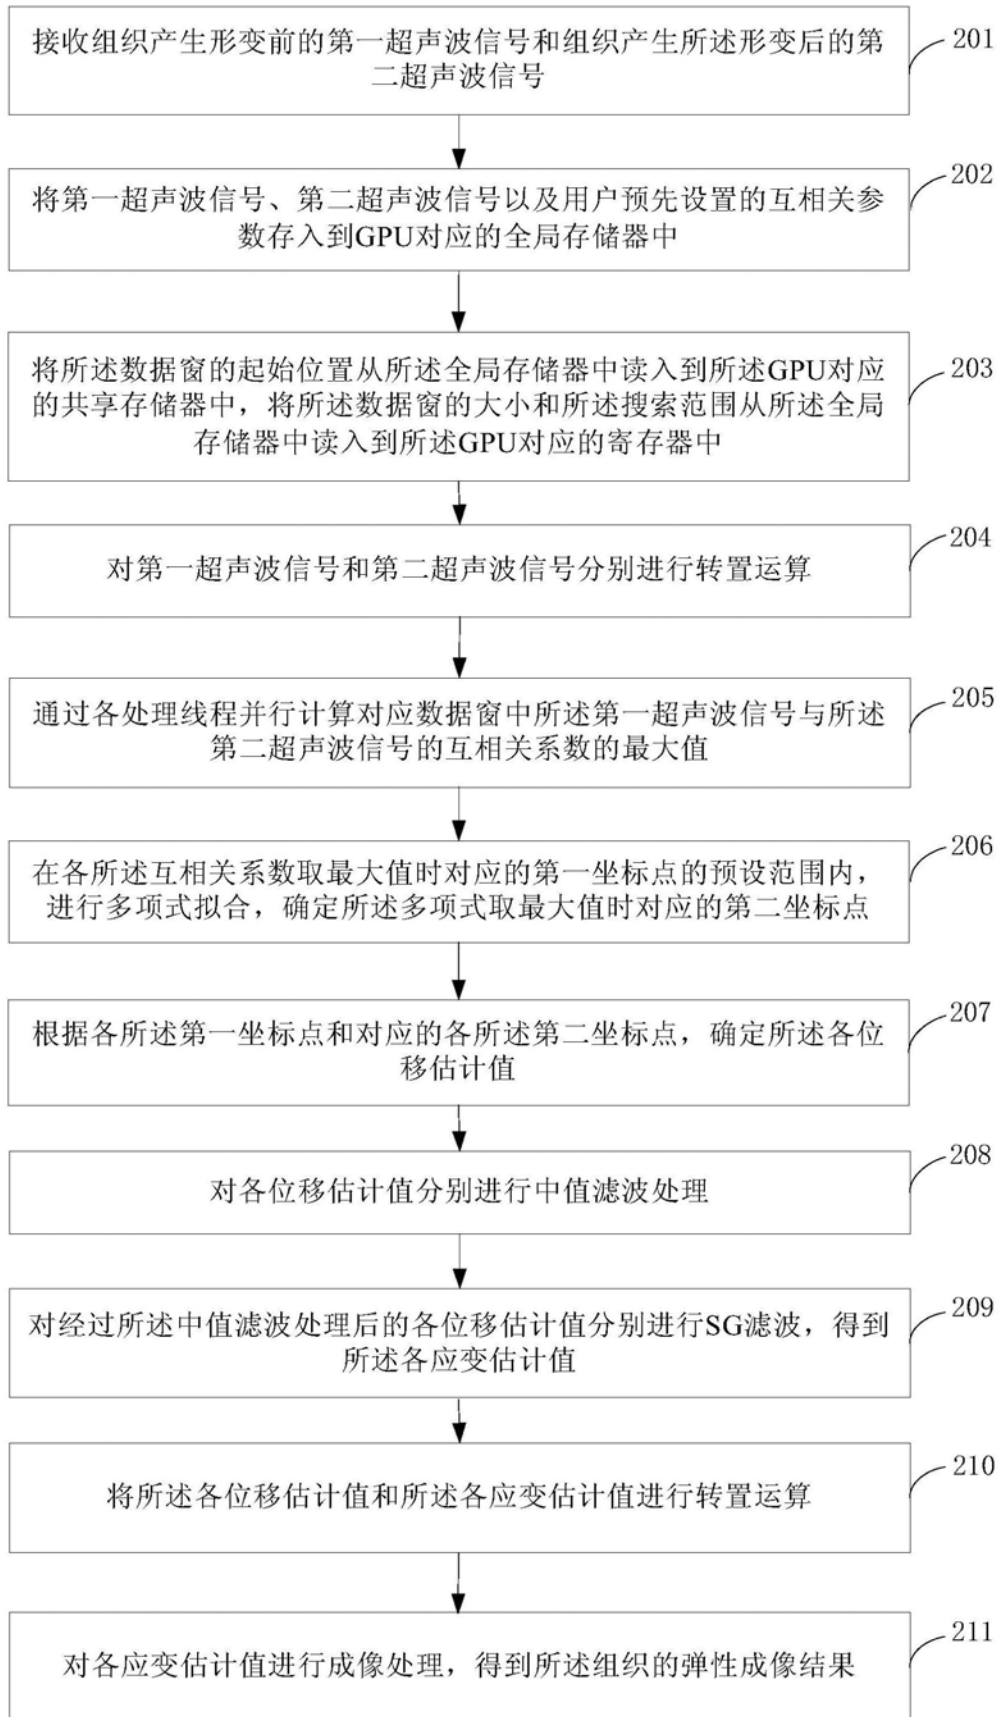 接收组织产生形变前的第一超声波信号和组织产生所述形变后的第
二超声波信号
201
将第一超声波信号、第二超声波信号以及用户预先设置的互相关参
数存入到GPU对应的全局存储器中
202
将所述数据窗的起始位置从所述全局存储器中读入到所述GPU对应
的共享存储器中，将所述数据窗的大小和所述搜索范围从所述全局
存储器中读入到所述GPU对应的寄存器中
203
对第一超声波信号和第二超声波信号分别进行转置运算
204
通过各处理线程并行计算对应数据窗中所述第一超声波信号与所述
第二超声波信号的互相关系数的最大值
205
在各所述互相关系数取最大值时对应的第一坐标点的预设范围内，
进行多项式拟合，确定所述多项式取最大值时对应的第二坐标点
206
根据各所述第一坐标点和对应的各所述第二坐标点，确定所述各位
移估计值
207
对各位移估计值分别进行中值滤波处理
208
对经过所述中值滤波处理后的各位移估计值分别进行SG滤波，得到
所述各应变估计值
209
将所述各位移估计值和所述各应变估计值进行转置运算
210
对各应变估计值进行成像处理，得到所述组织的弹性成像结果
211